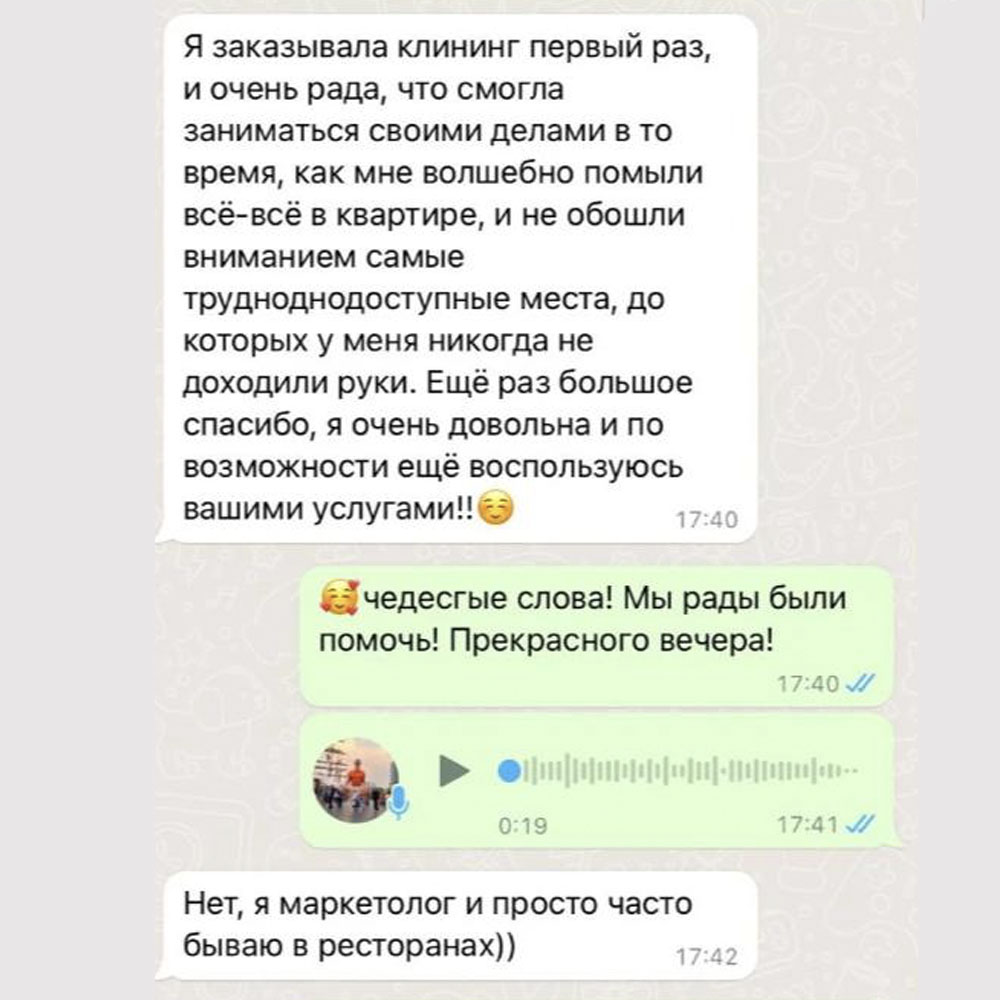 Я заказывала клининг первый раз,
и очень рада, что смогла
заниматься своими делами в то
время, как мне волшебно помыли
всё-всё в квартире, и не обошли
вниманием самые
трудноднодоступные места, до
которых у меня никогда не
доходили руки. Ещё раз большое
спасибо, я очень довольна и по
возможности ещё воспользуюсь
вашими услугами!!☺️
17:40
🥰чедесгые слова! Мы рады были
помочь! Прекрасного вечера!
17:40
0:19 17:41
Нет, я маркетолог и просто часто
бываю в ресторанах))
17:42